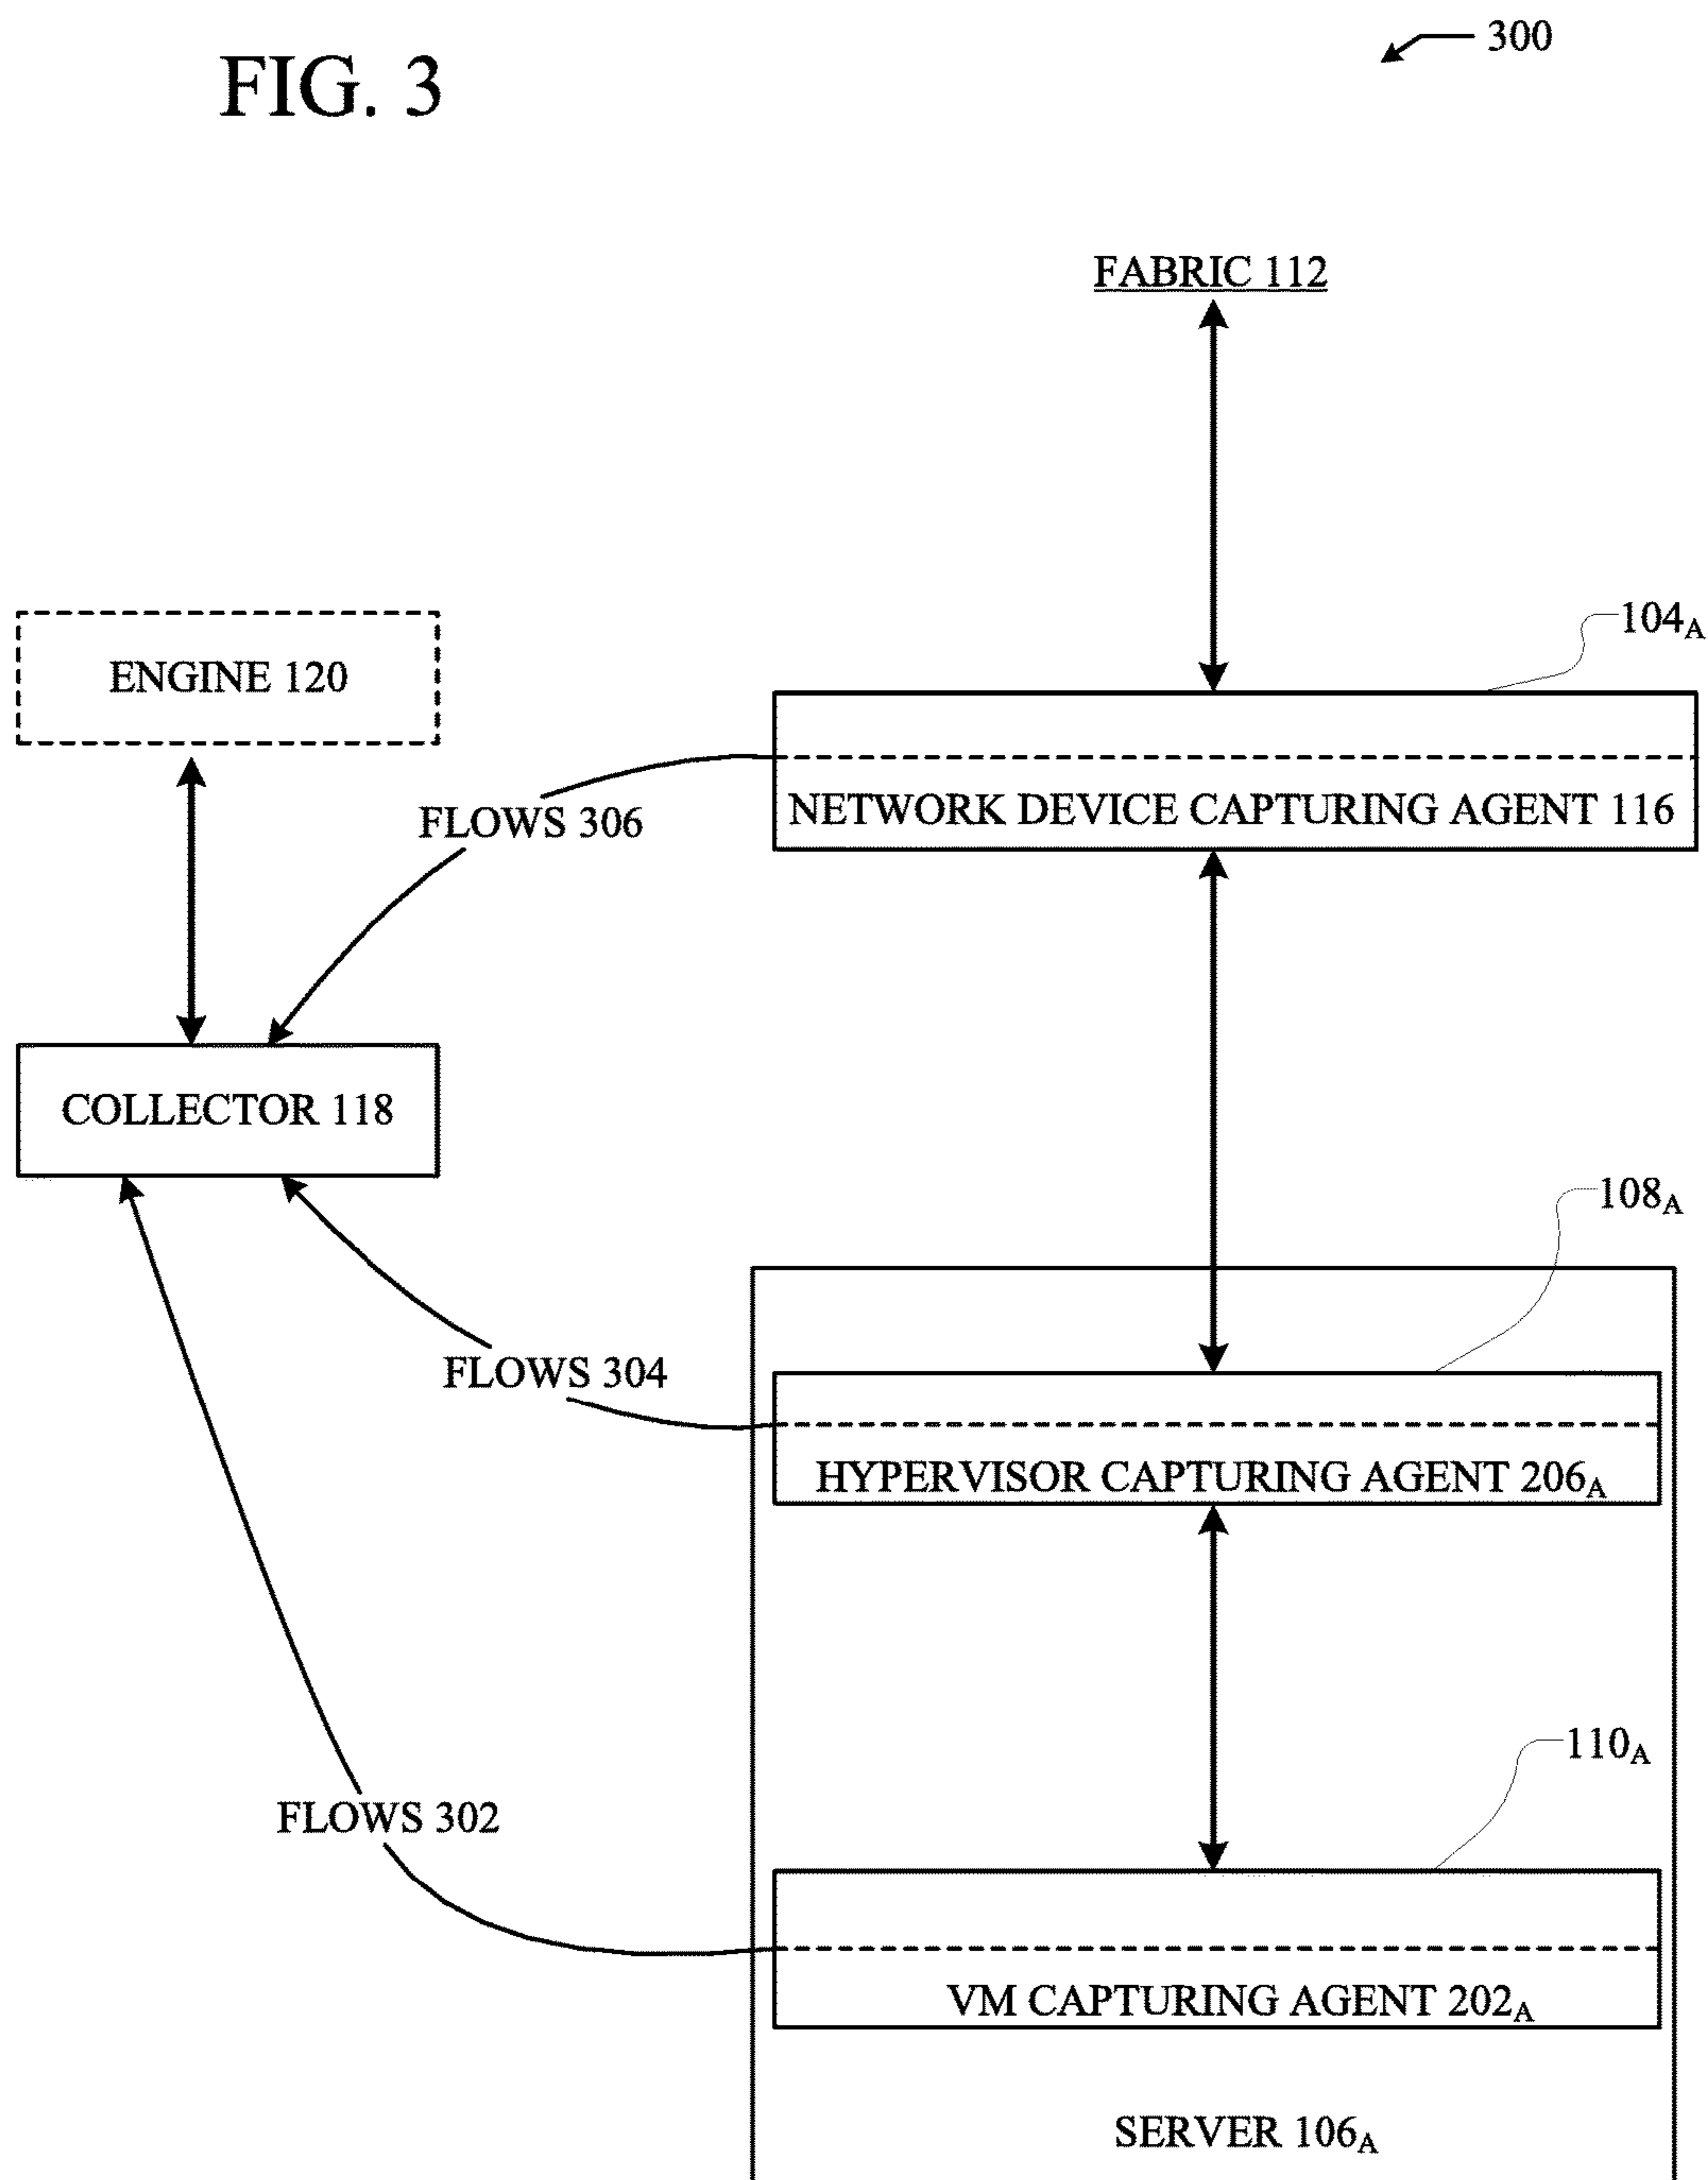 FIG. 3
300
FABRIC 112
104A
ENGINE 120
NETWORK DEVICE CAPTURING AGENT 116
FLOWS 306
COLLECTOR 118
108A
FLOWS 304
HYPERVISOR CAPTURING AGENT 206A
110A
FLOWS 302
VM CAPTURING AGENT 202A
SERVER 106A